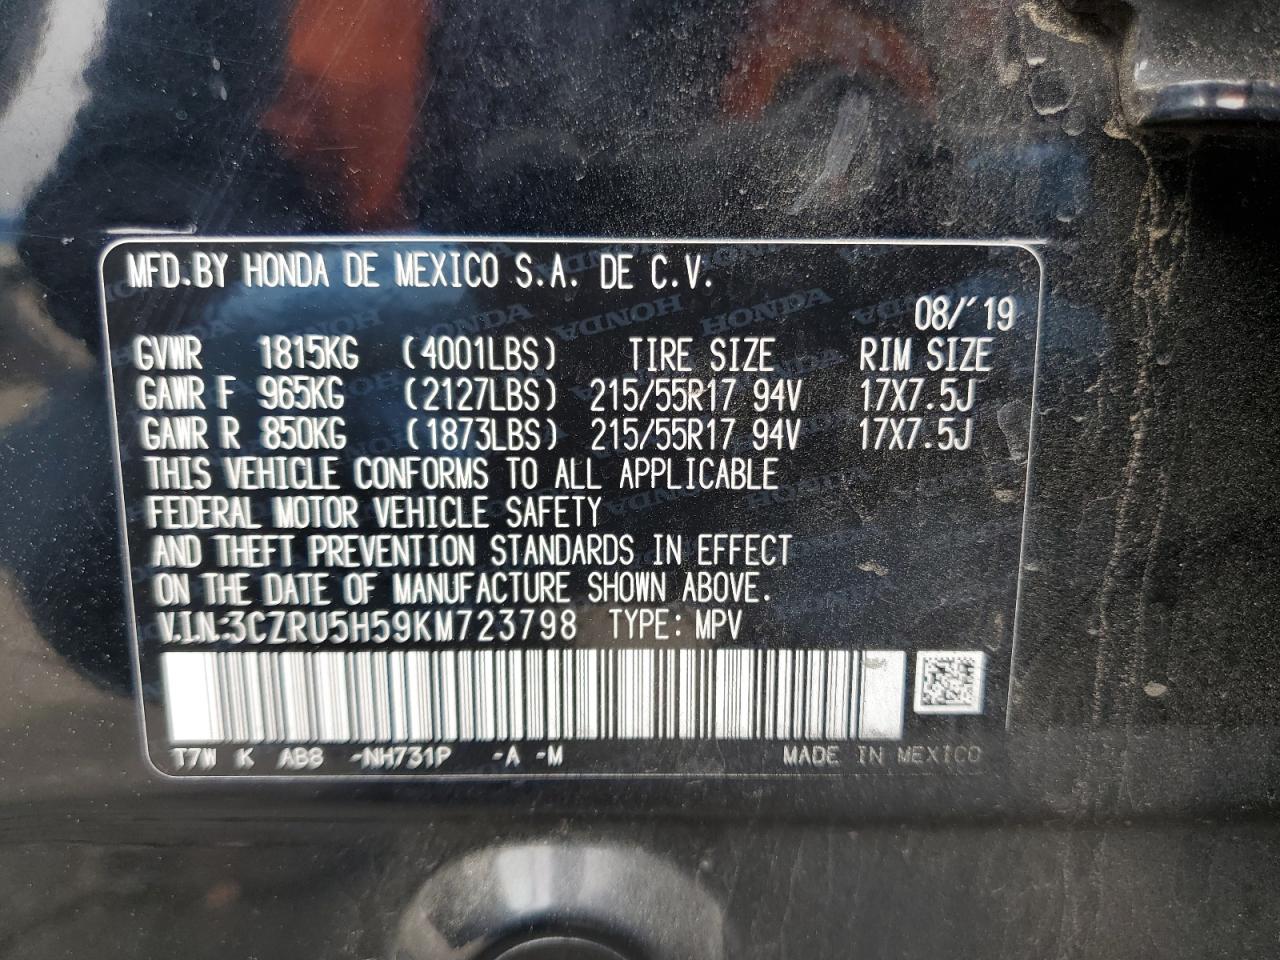 MFD.BY HONDA DE MEXICO S.A. DE C.V.
08/'19
GVWR 1815KG (4001LBS) TIRE SIZE RIM SIZE
GAWR F 965KG (2127LBS) 215/55R17 94V 17X7.5J
GAWR R 850KG (1873LBS) 215/55R17 94V 17X7.5J
THIS VEHICLE CONFORMS TO ALL APPLICABLE
FEDERAL MOTOR VEHICLE SAFETY
AND THEFT PREVENTION STANDARDS IN EFFECT
ON THE DATE OF MANUFACTURE SHOWN ABOVE.
V.I.N.:3CZRU5H59KM723798 TYPE: MPV
T7W K AB8 -NH731P -A -M MADE IN MEXICO